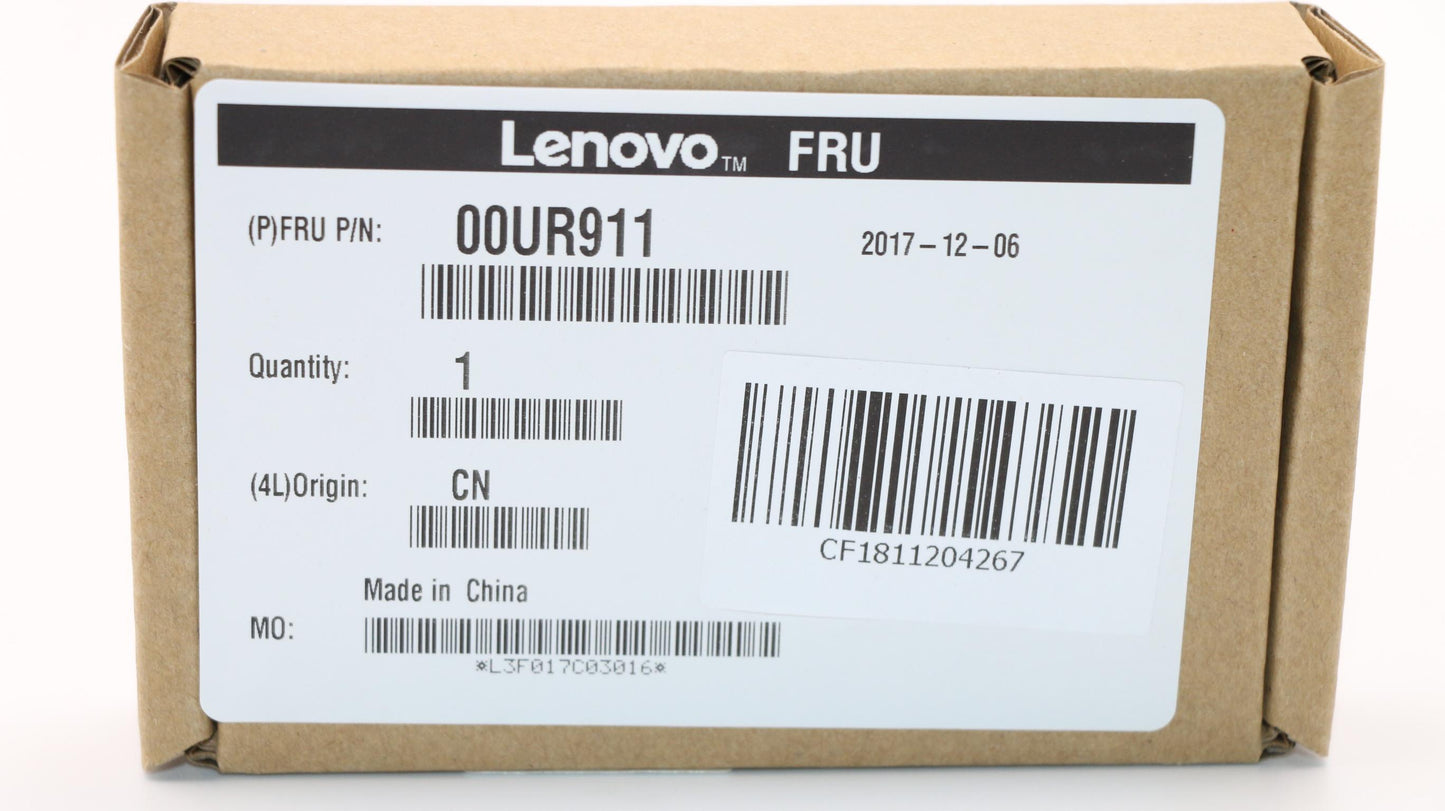 Lenovo™ FRU
(P)FRU P/N: 00UR911 2017-12-06
Quantity: 1
(4L)Origin: CN
CF1811204267
Made in China
MO:
*L3F017C03016*